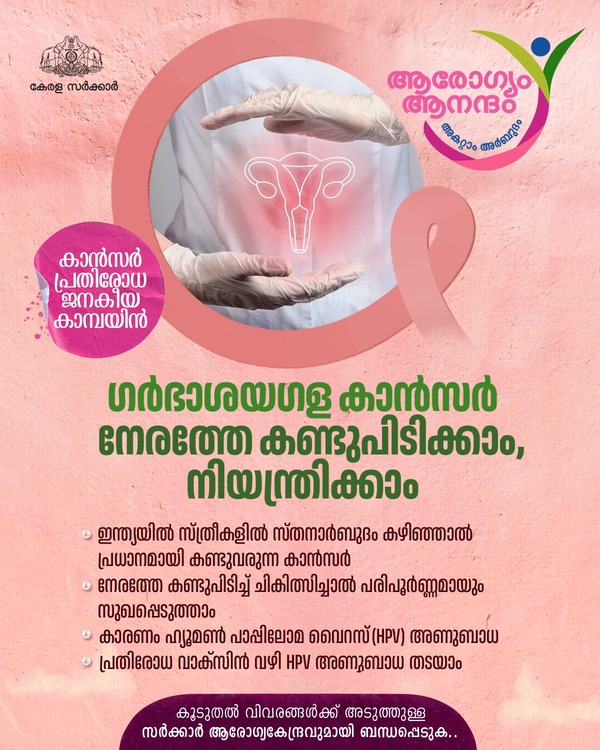 കേരള സർക്കാർ
ആരോഗ്യം
ആനന്ദം
അകറ്റാം അർബുദം
കാൻസർ
പ്രതിരോധ
ജനകീയ
കാമ്പയിൻ
ഗർഭാശയഗള കാൻസർ
നേരത്തേ കണ്ടുപിടിക്കാം,
നിയന്ത്രിക്കാം
ഇന്ത്യയിൽ സ്ത്രീകളിൽ സ്തനാർബുദം കഴിഞ്ഞാൽ
പ്രധാനമായി കണ്ടുവരുന്ന കാൻസർ
നേരത്തേ കണ്ടുപിടിച്ച് ചികിത്സിച്ചാൽ പരിപൂർണ്ണമായും
സുഖപ്പെടുത്താം
കാരണം ഹ്യൂമൺ പാപ്പിലോമ വൈറസ് (HPV) അണുബാധ
പ്രതിരോധ വാക്സിൻ വഴി HPV അണുബാധ തടയാം
കൂടുതൽ വിവരങ്ങൾക്ക് അടുത്തുള്ള
സർക്കാർ ആരോഗ്യകേന്ദ്രവുമായി ബന്ധപ്പെടുക..